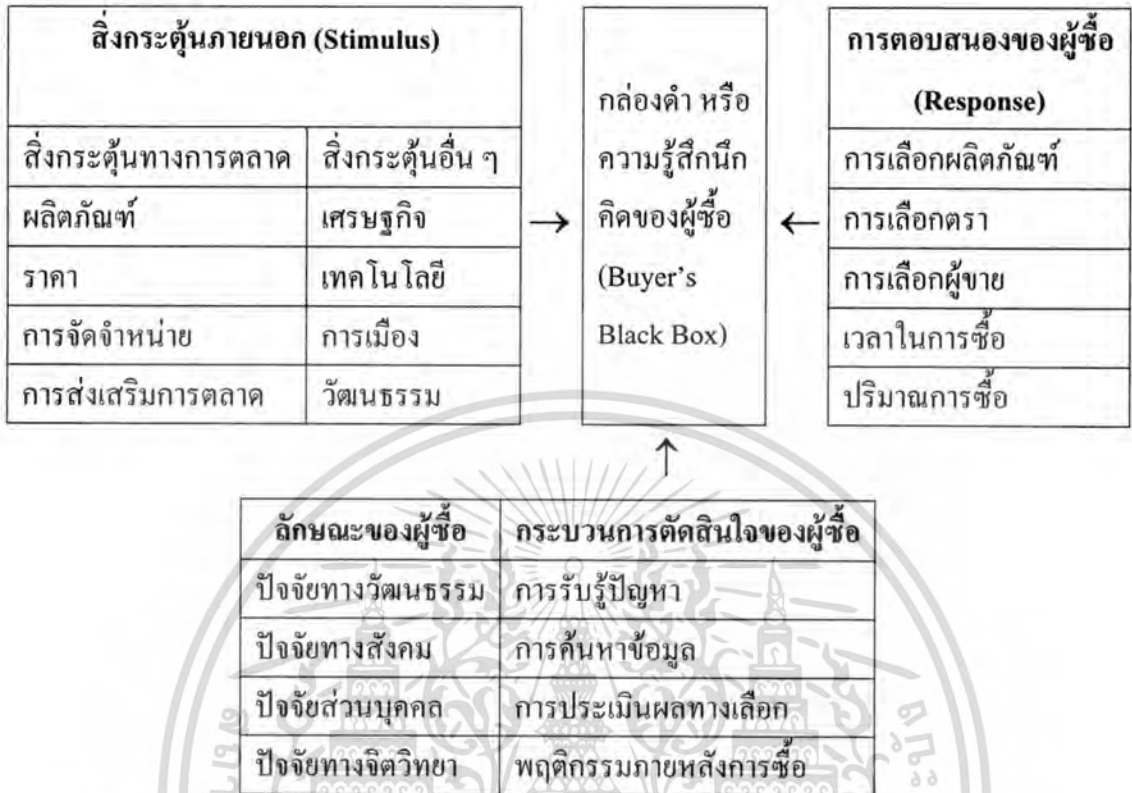 สิ่งกระตุ้นภายนอก (Stimulus)
สิ่งกระตุ้นทางการตลาด สิ่งกระตุ้นอื่น ๆ
ผลิตภัณฑ์ เศรษฐกิจ
ราคา เทคโนโลยี
การจัดจำหน่าย การเมือง
การส่งเสริมการตลาด วัฒนธรรม
→
กล่องดำ หรือ
ความรู้สึกนึก
คิดของผู้ซื้อ
(Buyer's
Black Box)
←
การตอบสนองของผู้ซื้อ
(Response)
การเลือกผลิตภัณฑ์
การเลือกตรา
การเลือกผู้ขาย
เวลาในการซื้อ
ปริมาณการซื้อ
↑
ลักษณะของผู้ซื้อ กระบวนการตัดสินใจของผู้ซื้อ
ปัจจัยทางวัฒนธรรม การรับรู้ปัญหา
ปัจจัยทางสังคม การค้นหาข้อมูล
ปัจจัยส่วนบุคคล การประเมินผลทางเลือก
ปัจจัยทางจิตวิทยา พฤติกรรมภายหลังการซื้อ